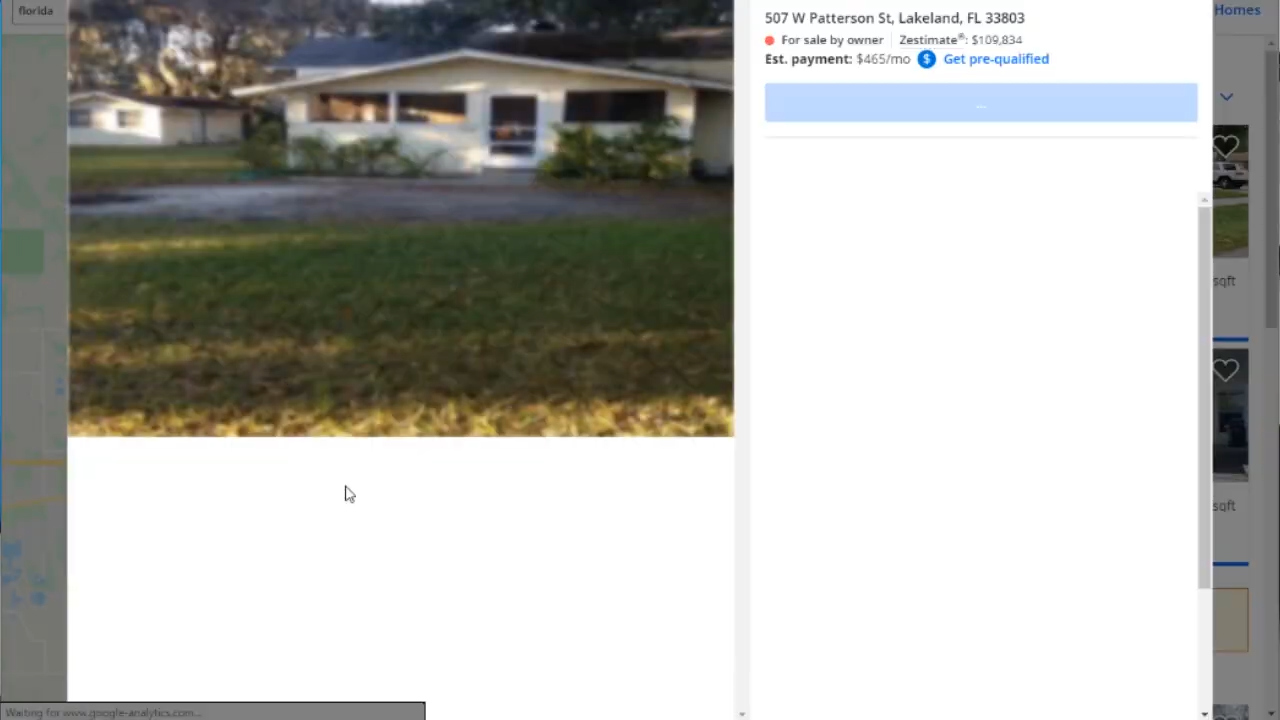 florida
507 W Patterson St, Lakeland, FL 33803
Homes
For sale by owner Zestimate®: $109,834
Est. payment: $465/mo $ Get pre-qualified
sqft
sqft
Waiting for www.google-analytics.com...